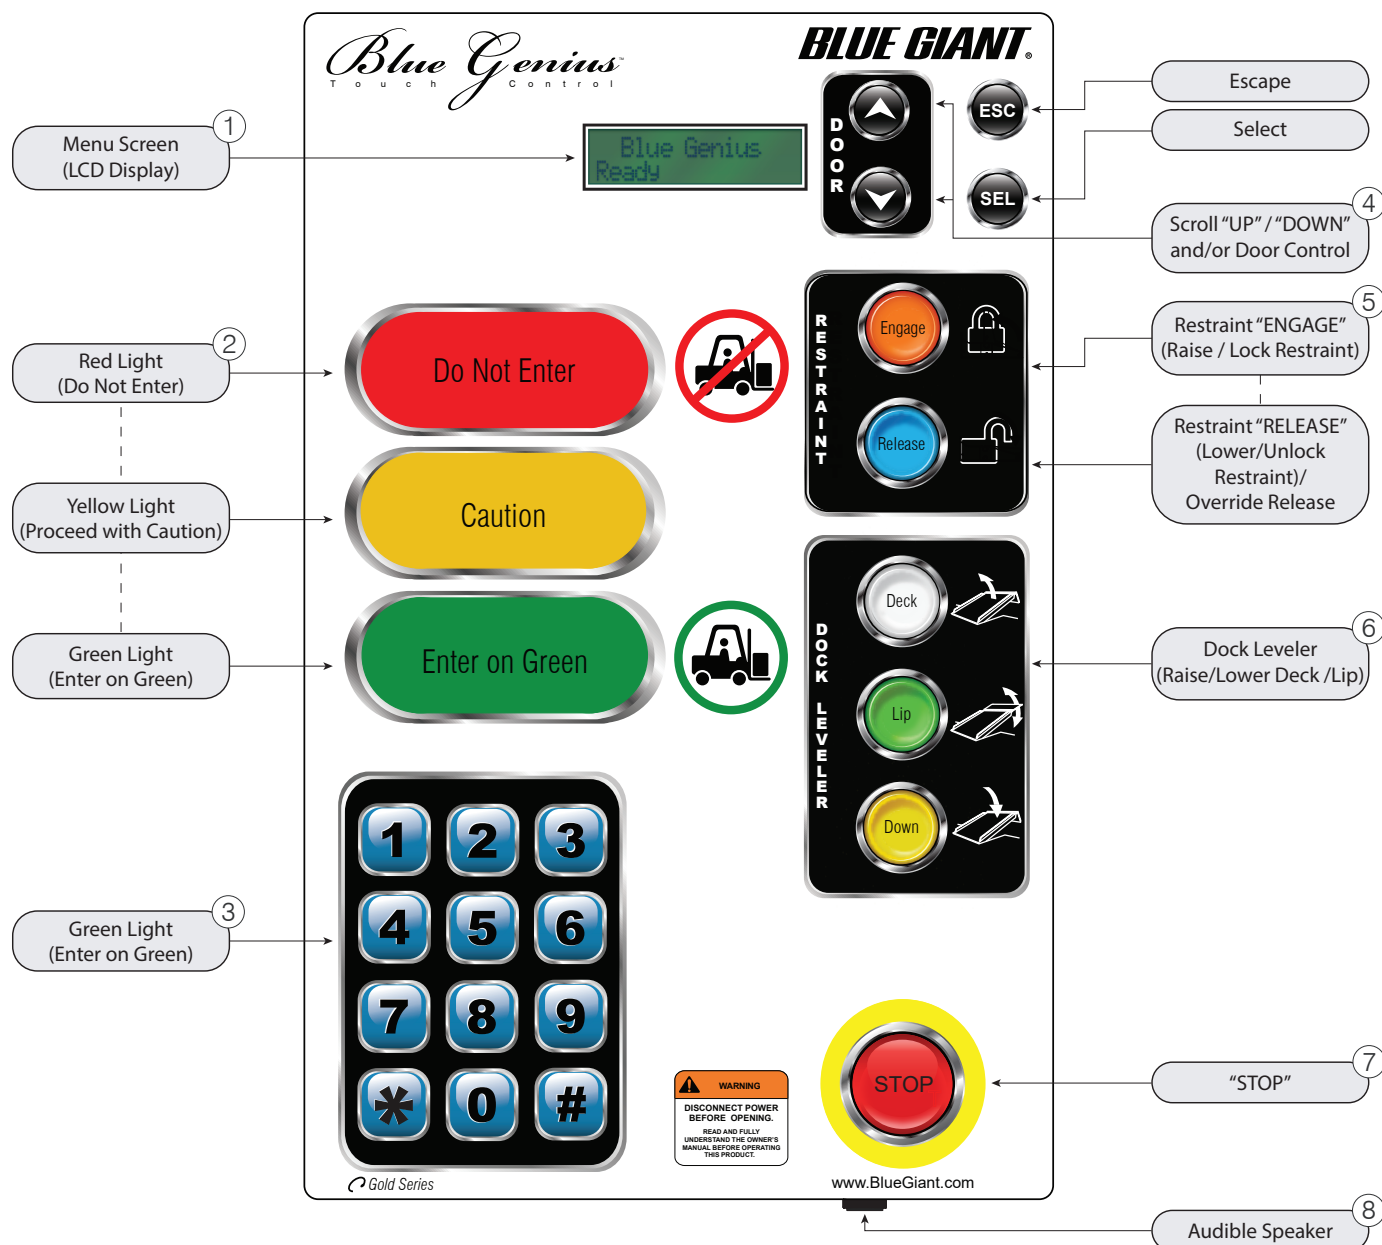 Blue Genius™
Touch Control
BLUE GIANT®
1
Menu Screen
(LCD Display)
Blue Genius
Ready
DOOR
ESC
SEL
Escape
Select
4
Scroll “UP” / “DOWN”
and/or Door Control
2
Red Light
(Do Not Enter)
Do Not Enter
Yellow Light
(Proceed with Caution)
Caution
Green Light
(Enter on Green)
Enter on Green
RESTRAINT
Engage
Release
5
Restraint “ENGAGE”
(Raise / Lock Restraint)
Restraint “RELEASE”
(Lower/Unlock
Restraint)/
Override Release
DOCK LEVELER
Deck
Lip
Down
6
Dock Leveler
(Raise/Lower Deck /Lip)
3
Green Light
(Enter on Green)
1 2 3
4 5 6
7 8 9
* 0 #
WARNING
DISCONNECT POWER
BEFORE OPENING.
READ AND FULLY
UNDERSTAND THE OWNER'S
MANUAL BEFORE OPERATING
THIS PRODUCT.
STOP
7
“STOP”
Gold Series
www.BlueGiant.com
8
Audible Speaker